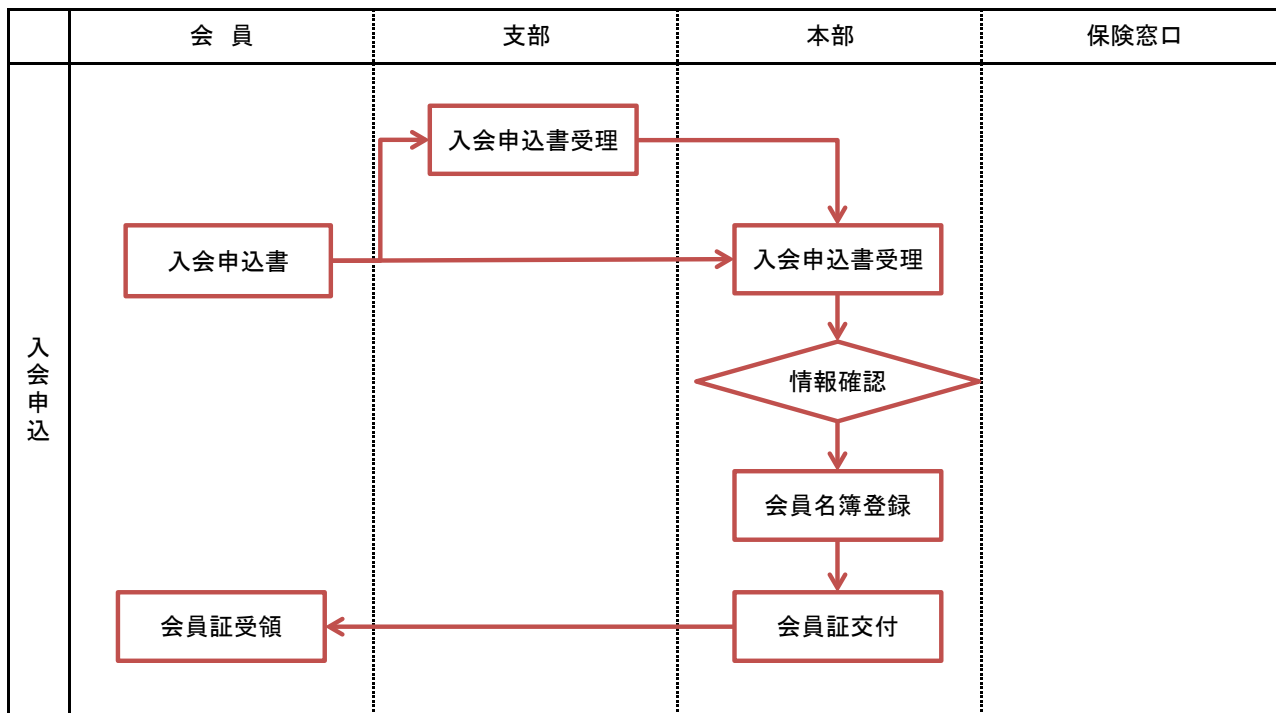 会 員
支部
本部
保険窓口
入会申込
入会申込書受理
入会申込書
入会申込書受理
情報確認
会員名簿登録
会員証受領
会員証交付